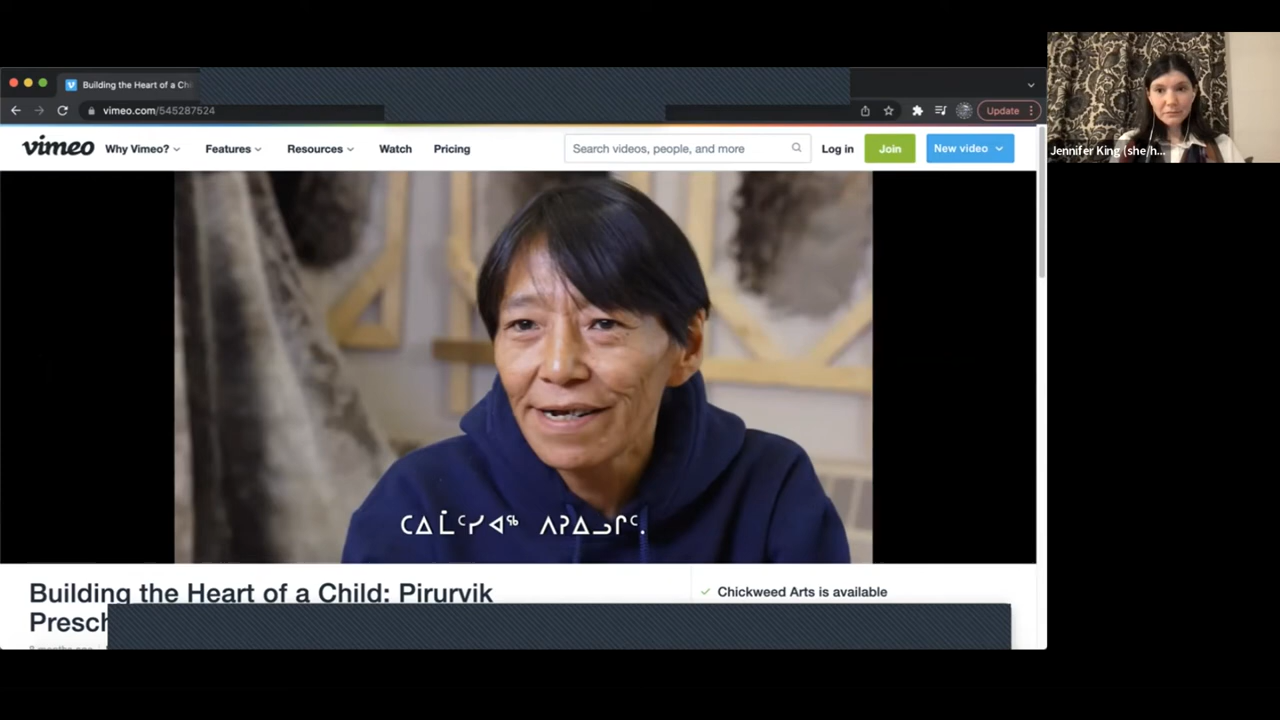 Building the Heart of a Chi
vimeo.com/545287524
Update
vimeo
Why Vimeo?
Features
Resources
Watch
Pricing
Search videos, people, and more
Log in
Join
New video
Jennifer King (she/h...
ᑕᐃᒫᑦᓯᐊᖅ ᐱᕈᐃᓗᒋᑦ.
Building the Heart of a Child: Pirurvik
Presch
Chickweed Arts is available